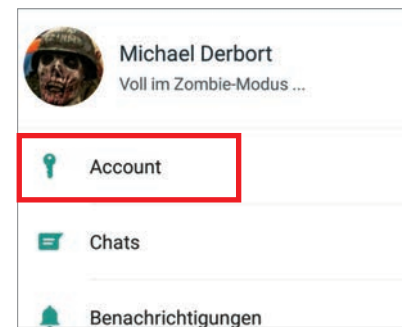 Michael Derbort
Voll im Zombie-Modus ...
Account
Chats
Benachrichtigungen